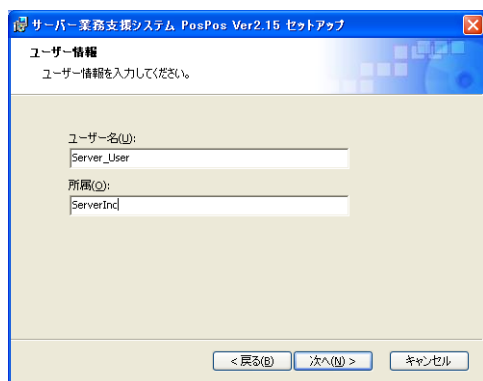 サーバー業務支援システム PosPos Ver2.15 セットアップ
ユーザー情報
ユーザー情報を入力してください。
ユーザー名(U):
Server_User
所属(O):
ServerInc
< 戻る(B) 次へ(N) > キャンセル